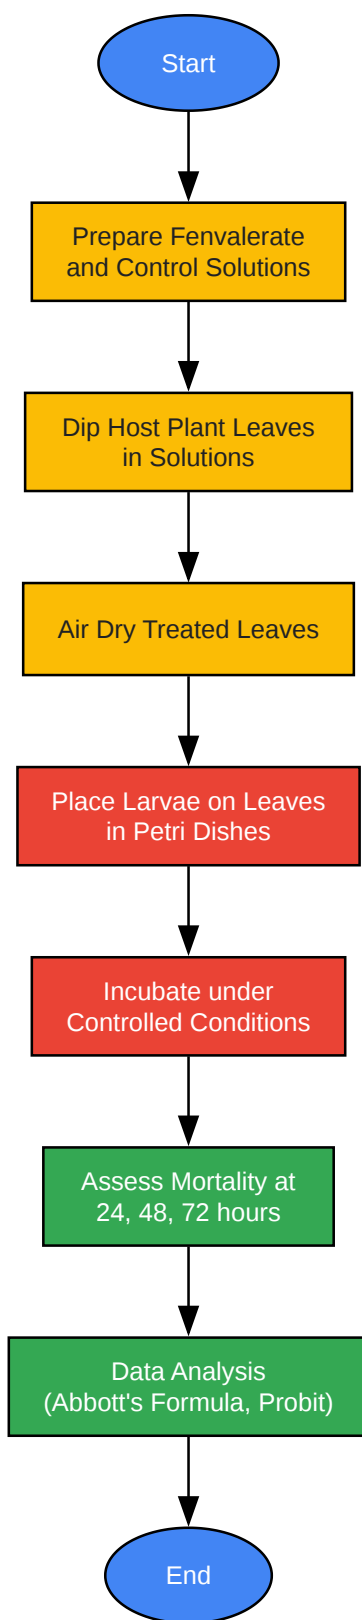 Start
Prepare Fenvalerate
and Control Solutions
Dip Host Plant Leaves
in Solutions
Air Dry Treated Leaves
Place Larvae on Leaves
in Petri Dishes
Incubate under
Controlled Conditions
Assess Mortality at
24, 48, 72 hours
Data Analysis
(Abbott's Formula, Probit)
End